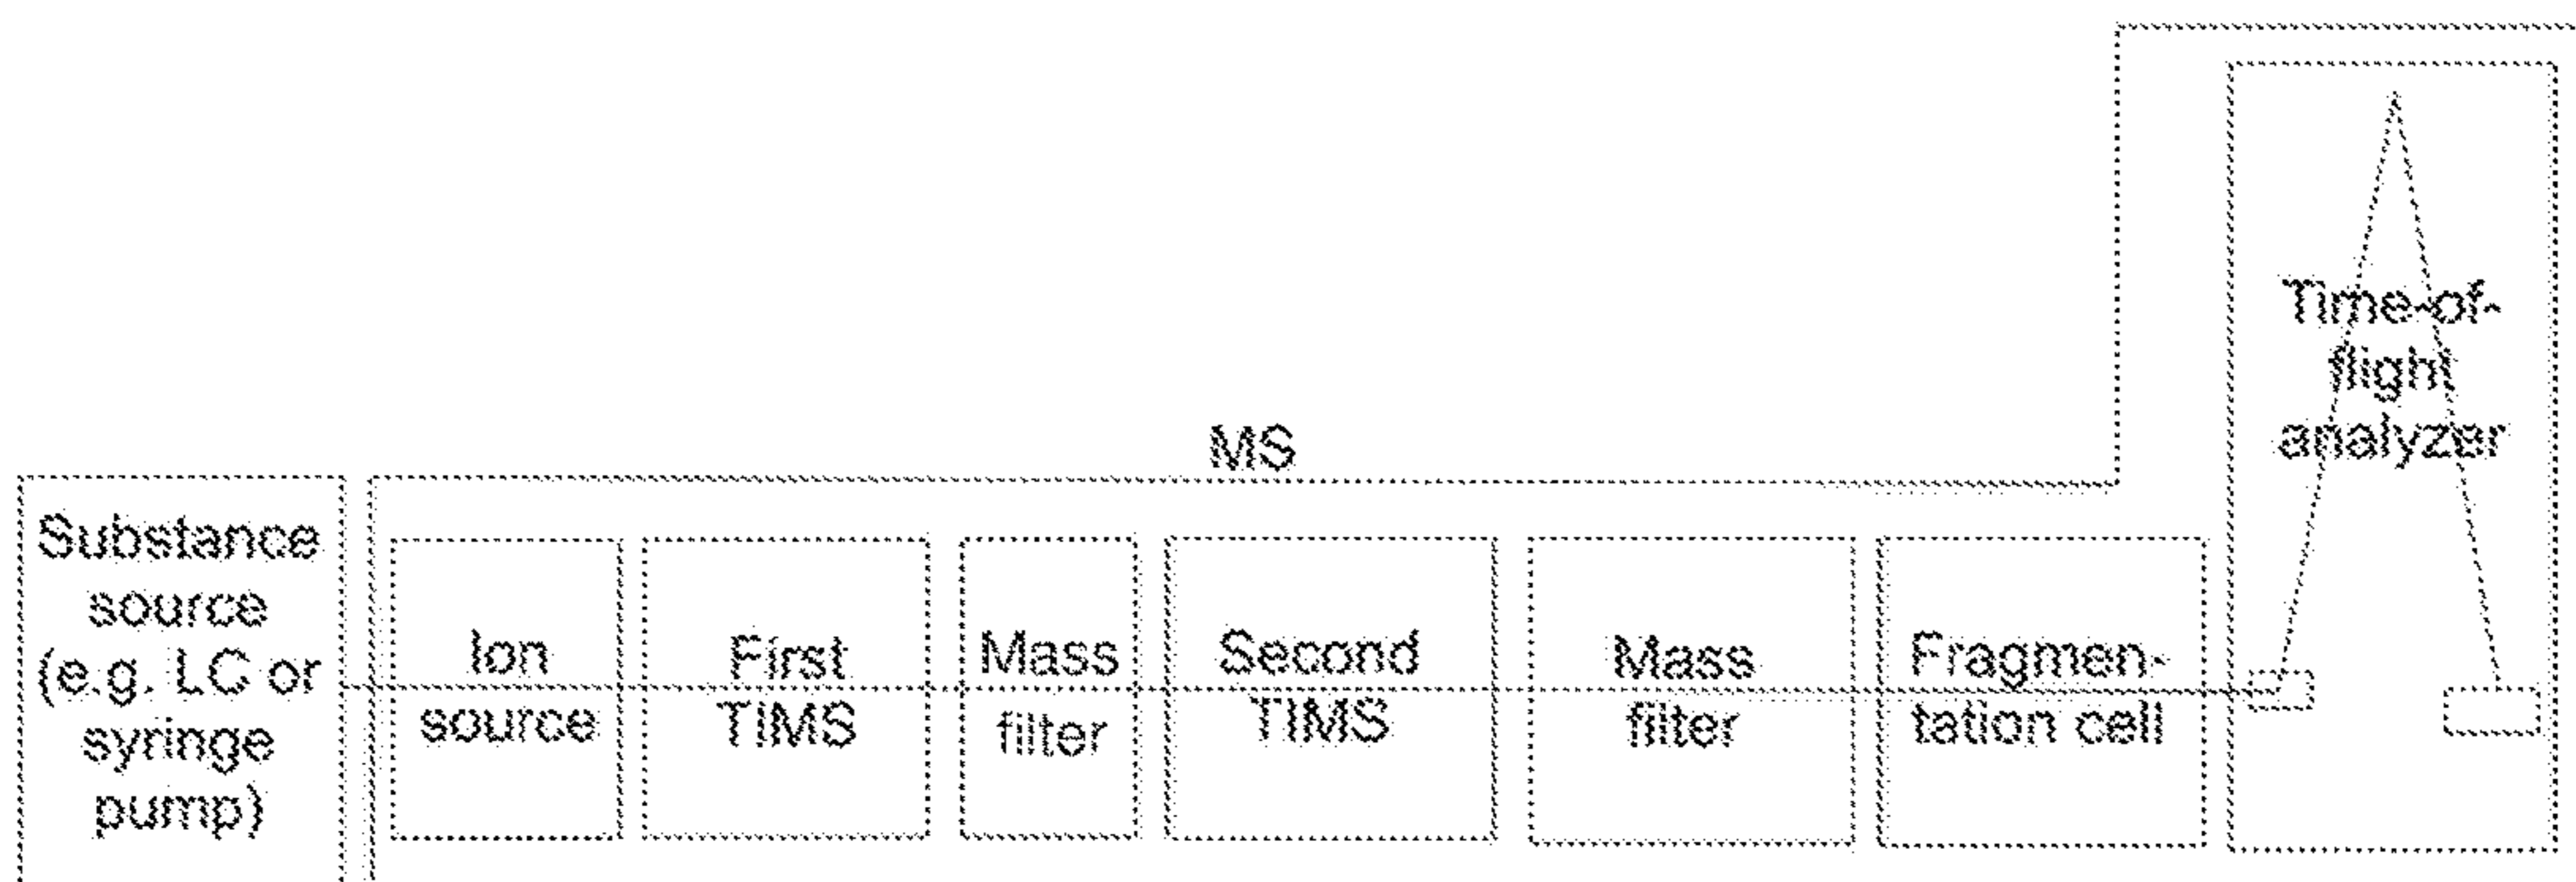 MS
Substance
source
(e.g. LC or
syringe
pump)
Ion
source
First
TIMS
Mass
filter
Second
TIMS
Mass
filter
Fragmen-
tation cell
Time-of-
flight
analyzer